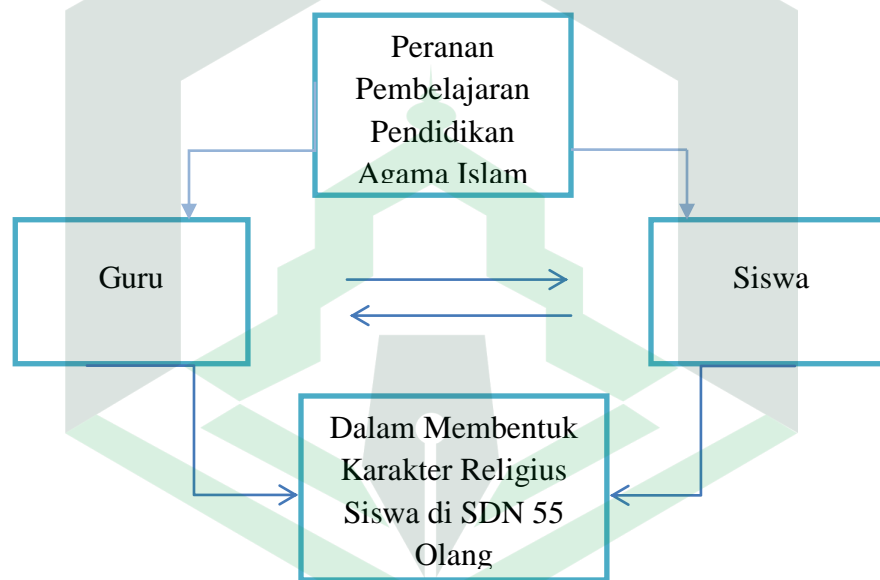 Peranan
Pembelajaran
Pendidikan
Agama Islam
Guru
Siswa
Dalam Membentuk
Karakter Religius
Siswa di SDN 55
Olang